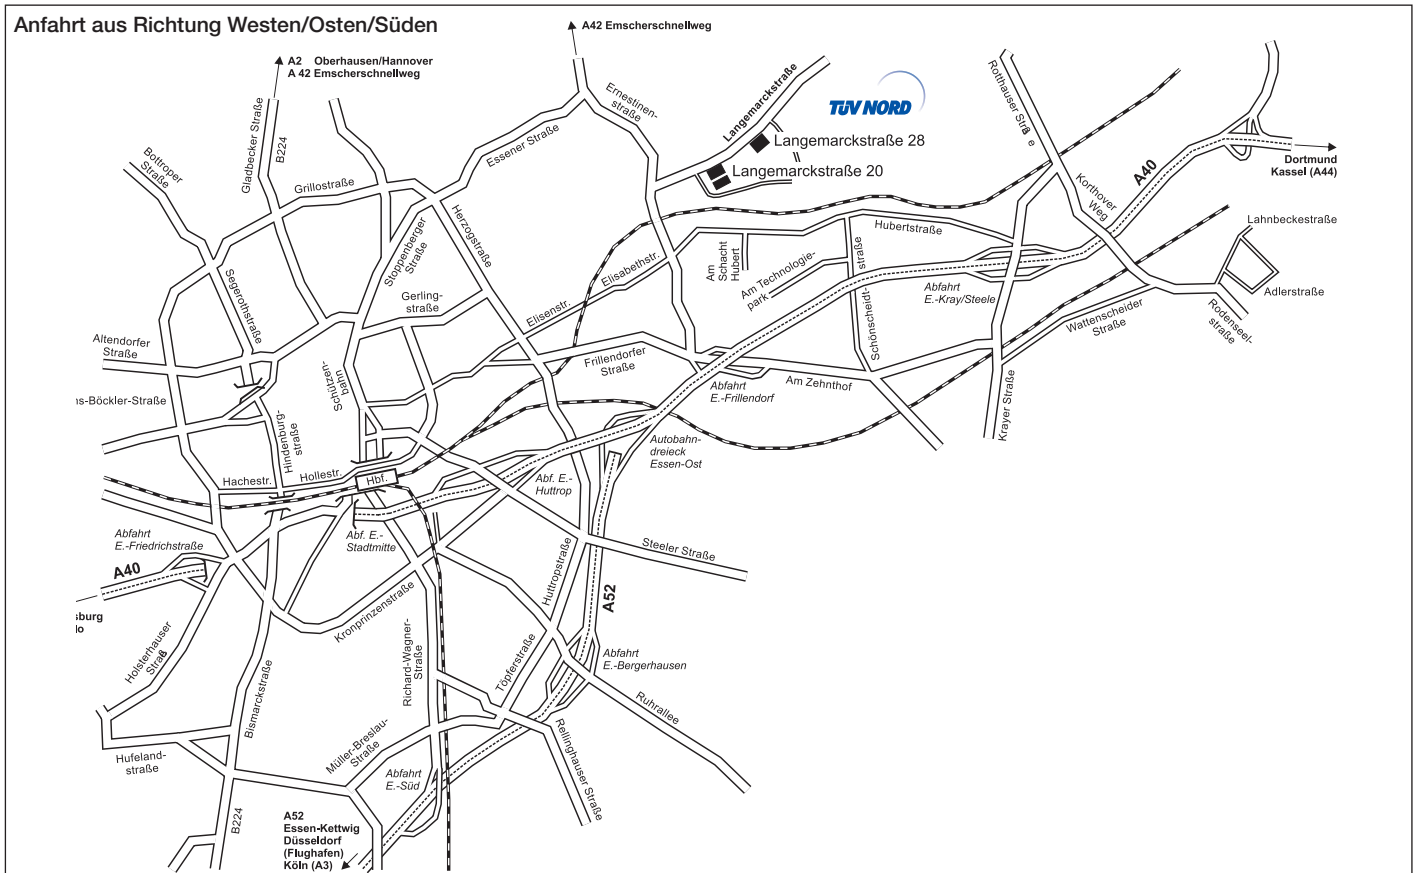 Anfahrt aus Richtung Westen/Osten/Süden
A42 Emscherschnellweg
A2 Oberhausen/Hannover
A 42 Emscherschnellweg
Gladbecker Straße
B224
Bottroper
Straße
Grillostraße
Essener Straße
Ernestinen-
straße
Langemarckstraße
TÜV NORD
Langemarckstraße 28
Langemarckstraße 20
Rotthauser Straße
A40
Dortmund
Kassel (A44)
Korthover
Weg
Lahnbeckestraße
Adlerstraße
Rodenseel-
straße
Wattenscheider
Straße
Hubertstraße
Abfahrt
E.-Kray/Steele
Krayer Straße
Schönscheidt-
straße
Am Technologie-
park
Am
Schacht
Hubert
Elisabethstr.
Elisenstr.
Herzogstraße
Stoppenberger
Straße
Gerling-
straße
Segerothstraße
Altendorfer
Straße
ns-Böckler-Straße
Schützen-
bahn
Hindenburg-
straße
Frillendorfer
Straße
Abfahrt
E.-Frillendorf
Am Zehnthof
Autobahn-
dreieck
Essen-Ost
Hachestr.
Hollestr.
Hbf.
Abf. E.-
Huttrop
Abf. E.-
Stadtmitte
Abfahrt
E.-Friedrichstraße
A40
sburg
lo
Steeler Straße
Huttropstraße
A52
Kronprinzenstraße
Holsterhauser
Straß
Bismarckstraße
Richard-Wagner-
Straße
Töpferstraße
Abfahrt
E.-Bergerhausen
Ruhrallee
Rellinghauser Straße
Müller-Breslau-
Straße
Abfahrt
E.-Süd
Hufeland-
straße
B224
A52
Essen-Kettwig
Düsseldorf
(Flughafen)
Köln (A3)